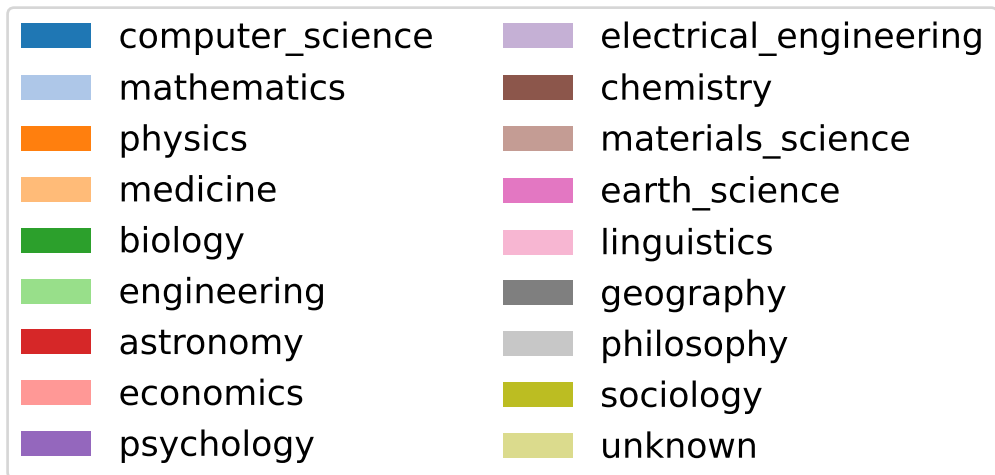 computer_science
mathematics
physics
medicine
biology
engineering
astronomy
economics
psychology
electrical_engineering
chemistry
materials_science
earth_science
linguistics
geography
philosophy
sociology
unknown